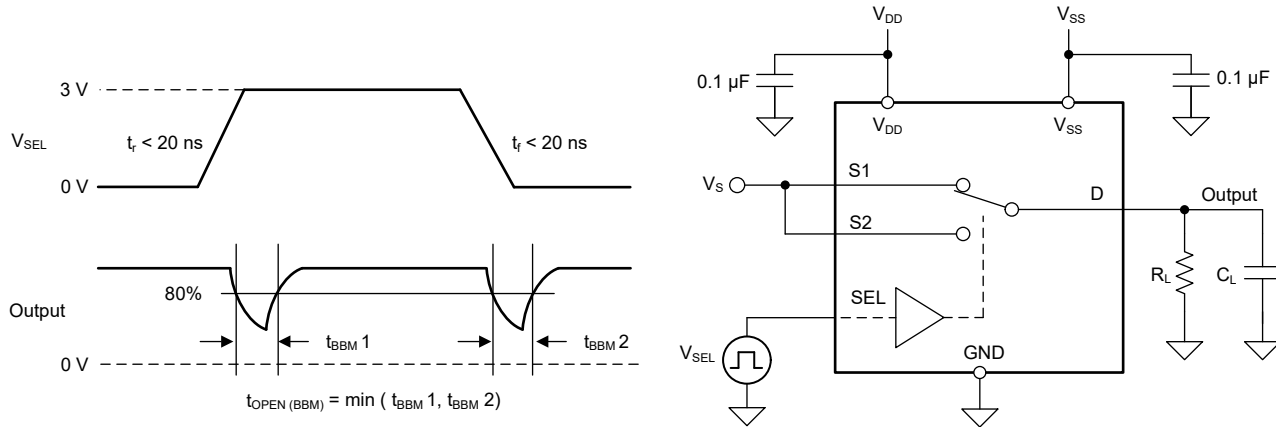 3 V
V_SEL
t_r < 20 ns
t_f < 20 ns
0 V
80%
Output
t_BBM 1
t_BBM 2
0 V
t_OPEN (BBM) = min ( t_BBM 1, t_BBM 2)
V_DD
V_SS
0.1 µF
0.1 µF
V_DD
V_SS
V_S
S1
D
Output
S2
R_L
C_L
SEL
V_SEL
GND